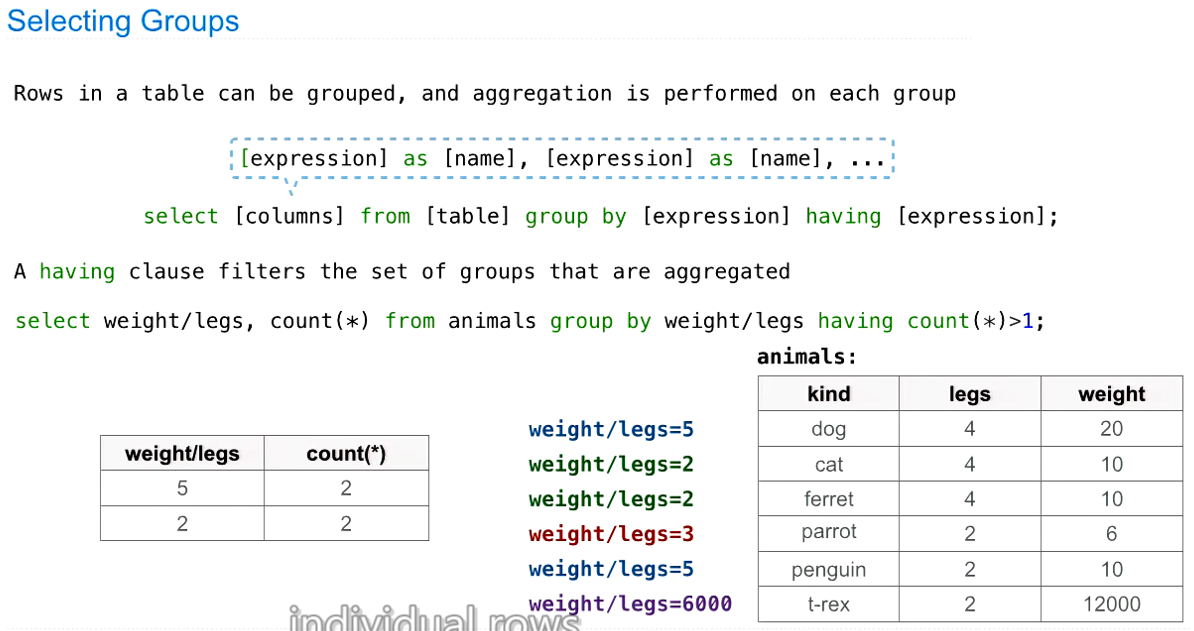 Selecting Groups
Rows in a table can be grouped, and aggregation is performed on each group
[expression] as [name], [expression] as [name], ...
select [columns] from [table] group by [expression] having [expression];
A having clause filters the set of groups that are aggregated
select weight/legs, count(*) from animals group by weight/legs having count(*)>1;
animals:
kind legs weight
weight/legs=5 dog 4 20
weight/legs count(*)
weight/legs=2 cat 4 10
5 2
weight/legs=2 ferret 4 10
2 2
weight/legs=3 parrot 2 6
weight/legs=5 penguin 2 10
weight/legs=6000 t-rex 2 12000
individual rows